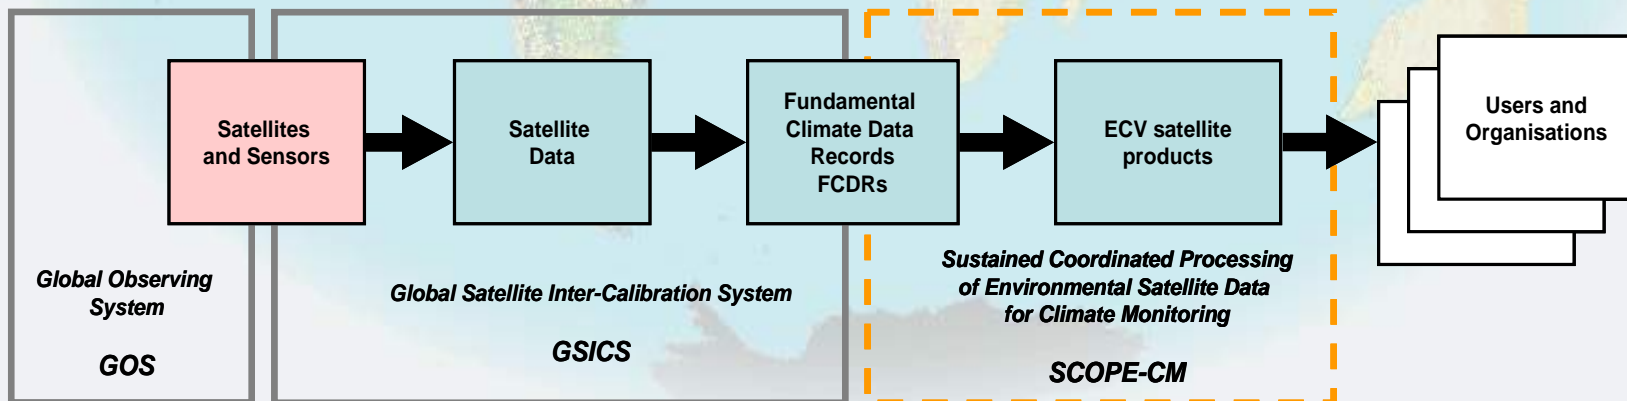 Satellites
and Sensors
Satellite
Data
Fundamental
Climate Data
Records
FCDRs
ECV satellite
products
Users and
Organisations
Global Observing
System
GOS
Global Satellite Inter-Calibration System
GSICS
Sustained Coordinated Processing
of Environmental Satellite Data
for Climate Monitoring
SCOPE-CM